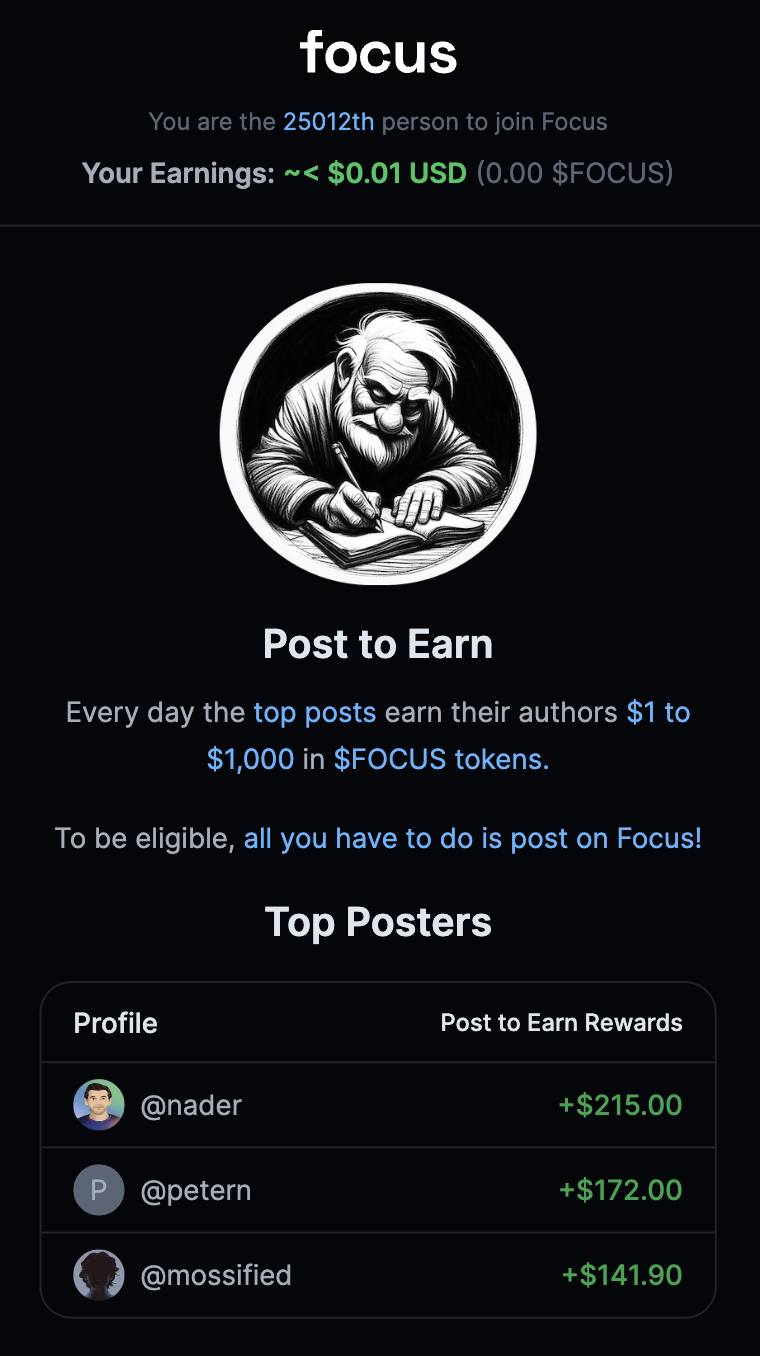 focus
You are the 25012th person to join Focus
Your Earnings: ~< $0.01 USD (0.00 $FOCUS)
Post to Earn
Every day the top posts earn their authors $1 to
$1,000 in $FOCUS tokens.
To be eligible, all you have to do is post on Focus!
Top Posters
Profile Post to Earn Rewards
@nader +$215.00
P @petern +$172.00
@mossified +$141.90